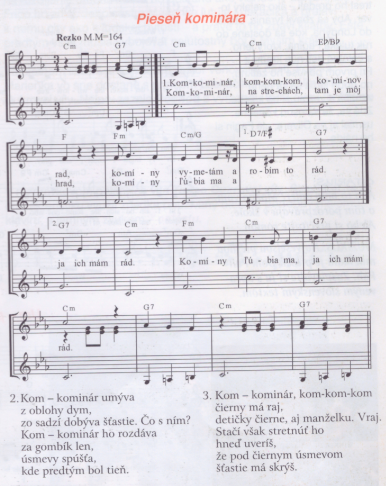 Pieseň kominára
Rezko M.M=164
Cm G7 Cm Cm E♭/B♭
1.Kom-ko-mi-nár, kom-kom-kom, ko-mi-nov
Kom-ko-mi-nár, na stre-chách, tam je môj
F F Fm Cm/G 1. D7/F# G7
rad, ko-mí-ny vy-me-tám a ro-bím to rád.
hrad, ko-mí-ny ľú-bia ma a
2. G7 Cm Fm Cm G7
ja ich mám rád. Ko-mí-ny ľú-bia ma, ja ich mám
Cm G7 Cm G7
rád.
2. Kom – kominár umýva
z oblohy dym,
zo sadzí dobýva šťastie. Čo s ním?
Kom – kominár ho rozdáva
za gombík len,
úsmevy spúšťa,
kde predtým bol tieň.
3. Kom – kominár, kom-kom-kom
čierny má raj,
detičky čierne, aj manželku. Vraj.
Stačí však stretnúť ho
hneď uveríš,
že pod čiernym úsmevom
šťastie má skrýš.